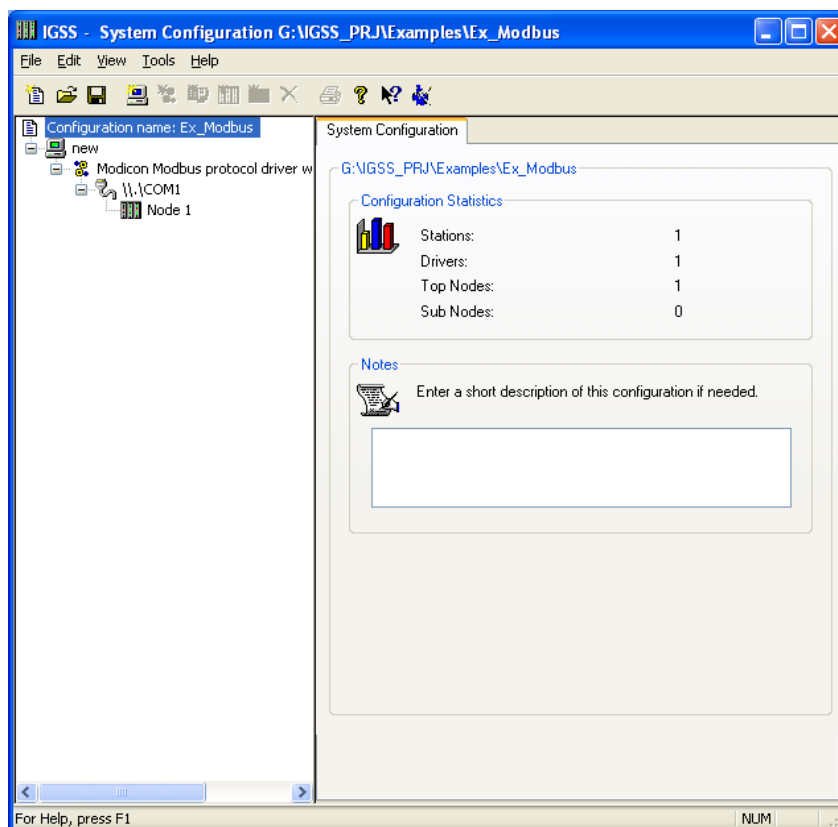 IGSS - System Configuration G:\IGSS_PRJ\Examples\Ex_Modbus
File Edit View Tools Help
Configuration name: Ex_Modbus
new
Modicon Modbus protocol driver w
\\.\COM1
Node 1
System Configuration
G:\IGSS_PRJ\Examples\Ex_Modbus
Configuration Statistics
Stations: 1
Drivers: 1
Top Nodes: 1
Sub Nodes: 0
Notes
Enter a short description of this configuration if needed.
For Help, press F1
NUM